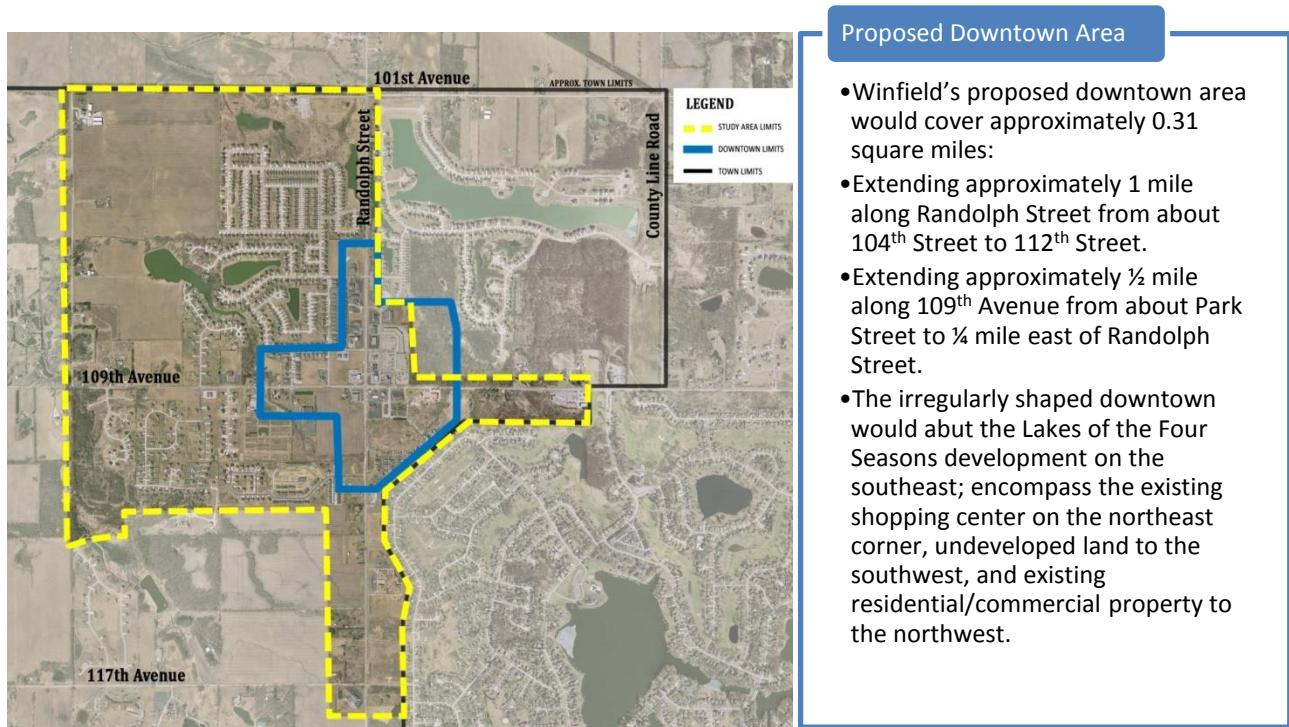 101st Avenue
APPROX. TOWN LIMITS
Randolph Street
County Line Road
LEGEND
STUDY AREA LIMITS
DOWNTOWN LIMITS
TOWN LIMITS
109th Avenue
117th Avenue
Proposed Downtown Area
•Winfield’s proposed downtown area
would cover approximately 0.31
square miles:
•Extending approximately 1 mile
along Randolph Street from about
104th Street to 112th Street.
•Extending approximately ½ mile
along 109th Avenue from about Park
Street to ¼ mile east of Randolph
Street.
•The irregularly shaped downtown
would abut the Lakes of the Four
Seasons development on the
southeast; encompass the existing
shopping center on the northeast
corner, undeveloped land to the
southwest, and existing
residential/commercial property to
the northwest.